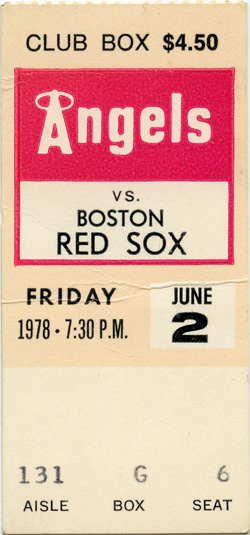 CLUB BOX $4.50
Angels
VS.
BOSTON
RED SOX
FRIDAY JUNE
1978 · 7:30 P.M. 2
131 G 6
AISLE BOX SEAT